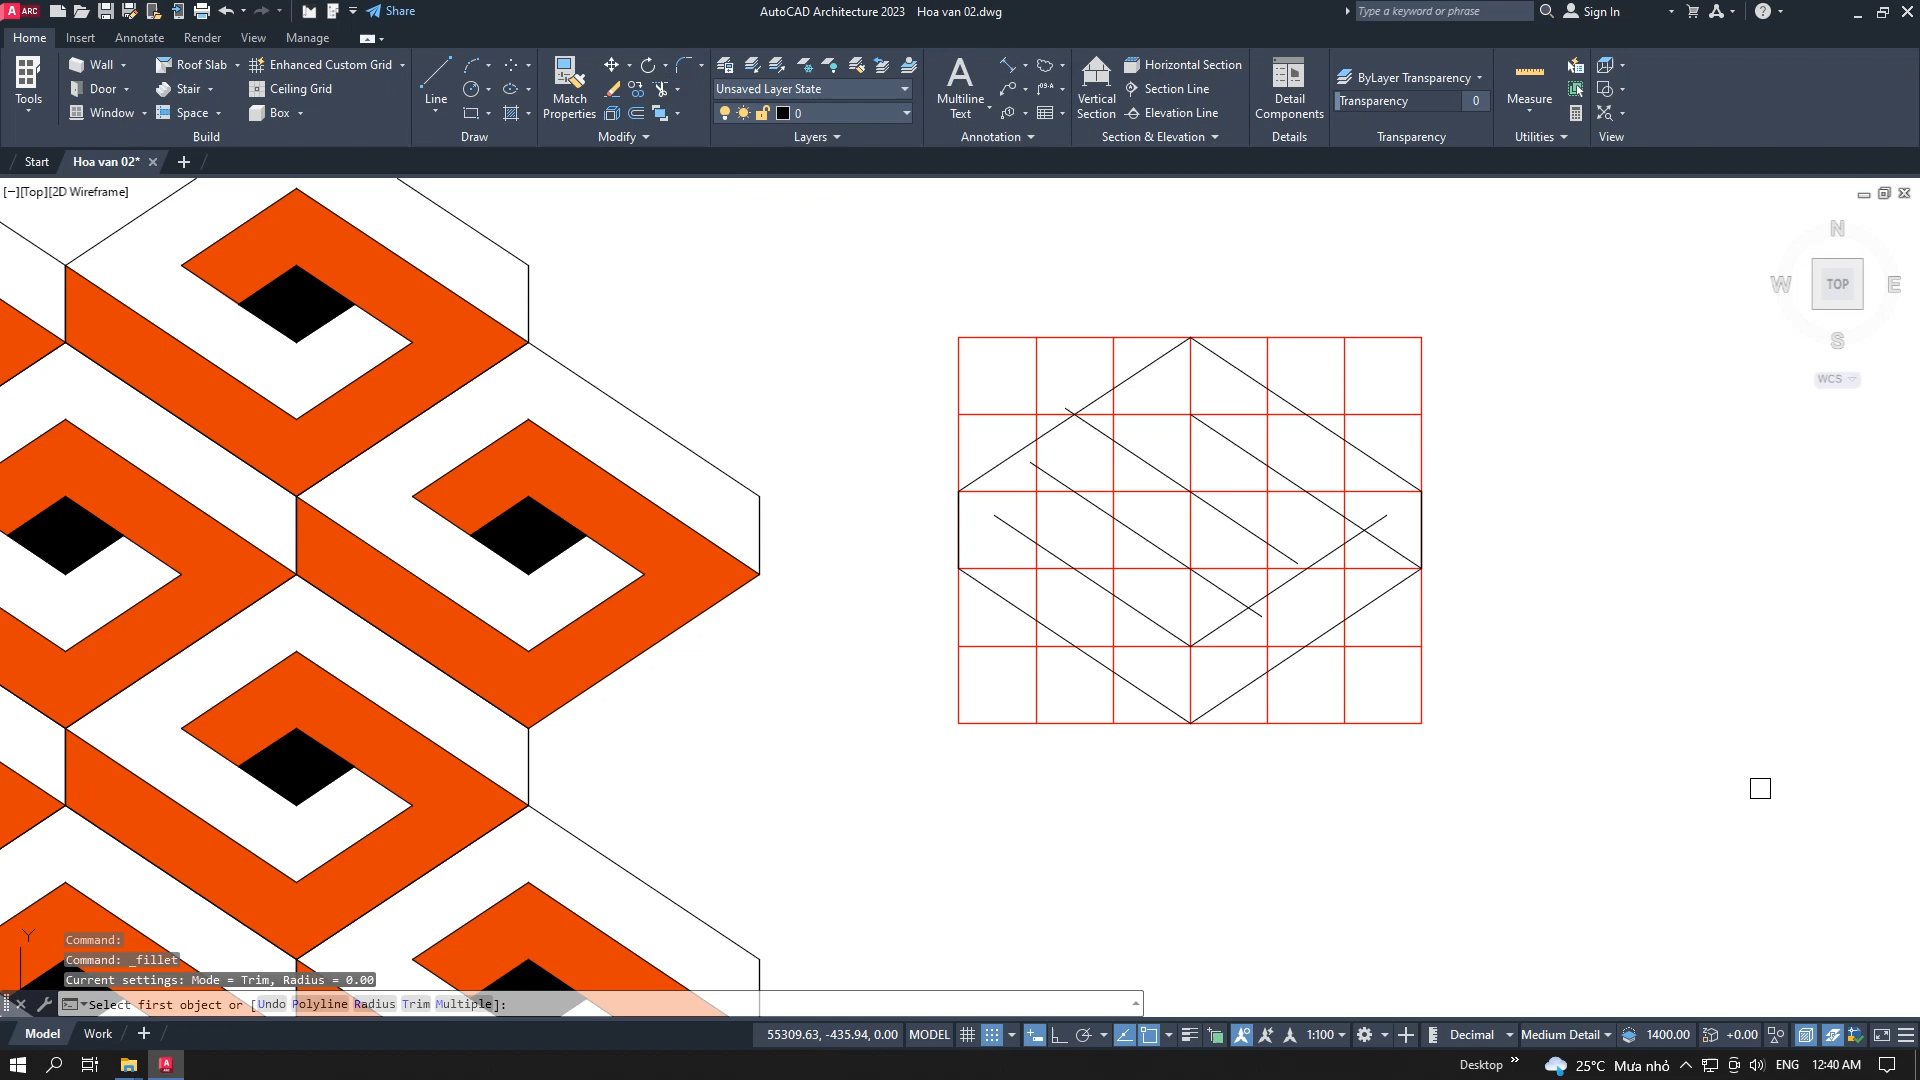 ARC Share AutoCAD Architecture 2023 Hoa van 02.dwg Type a keyword or phrase Sign In
Home Insert Annotate Render View Manage
Tools Wall Roof Slab Enhanced Custom Grid Line Match Properties Unsaved Layer State Multiline Text Vertical Section Horizontal Section Detail Components ByLayer Transparency Measure
Door Stair Ceiling Grid Section Line Transparency 0
Window Space Box 0 Elevation Line
Build Draw Modify Layers Annotation Section & Elevation Details Transparency Utilities View
Start Hoa van 02*
[−][Top][2D Wireframe]
N
W TOP E
S
WCS
Y
Command:
Command: _fillet
Current settings: Mode = Trim, Radius = 0.00
Select first object or [Undo Polyline Radius Trim Multiple]:
Model Work 55309.63, -435.94, 0.00 MODEL 1:100 Decimal Medium Detail 1400.00 +0.00
Desktop 25°C Mưa nhỏ ENG 12:40 AM